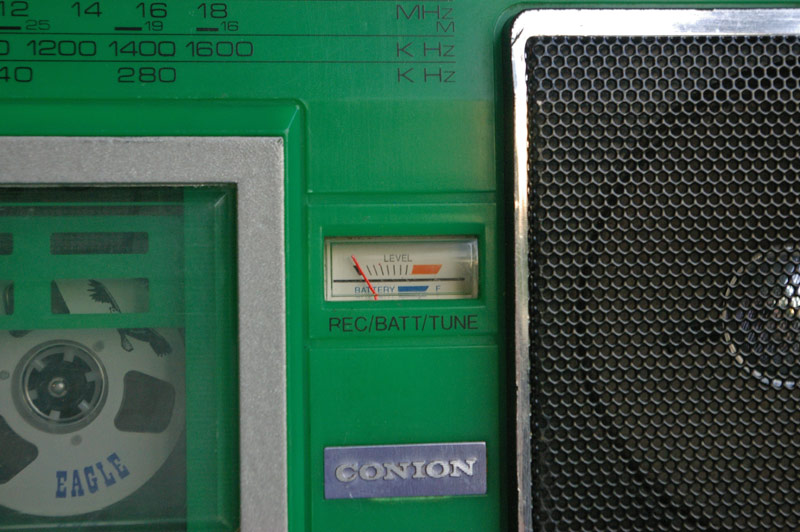 12 14 16 18 MHz
25 19 16 M
0 1200 1400 1600 KHz
40 280 KHz
LEVEL
BATTERY F
REC/BATT/TUNE
EAGLE
CONION